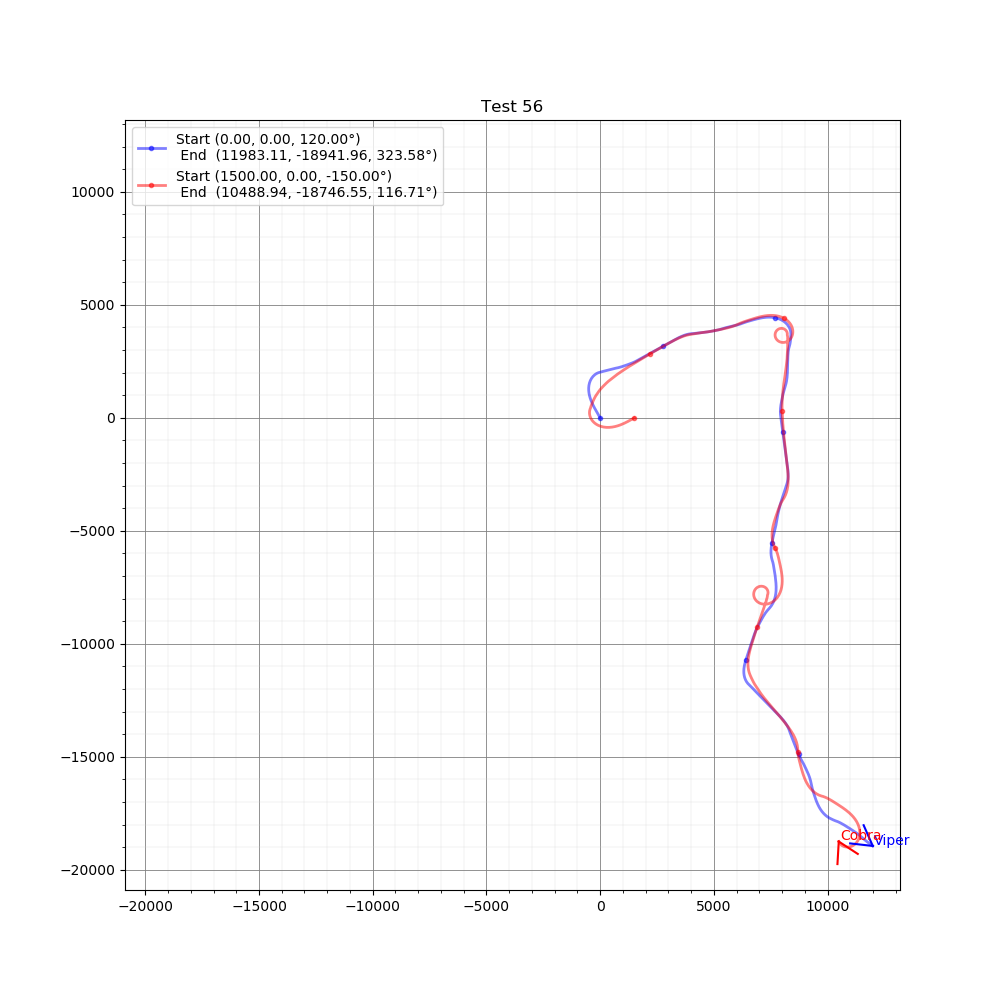 Test 56
Start (0.00, 0.00, 120.00°)
End (11983.11, -18941.96, 323.58°)
Start (1500.00, 0.00, -150.00°)
End (10488.94, -18746.55, 116.71°)
10000
5000
0
−5000
−10000
−15000
−20000
Cobra
Viper
−20000 −15000 −10000 −5000 0 5000 10000